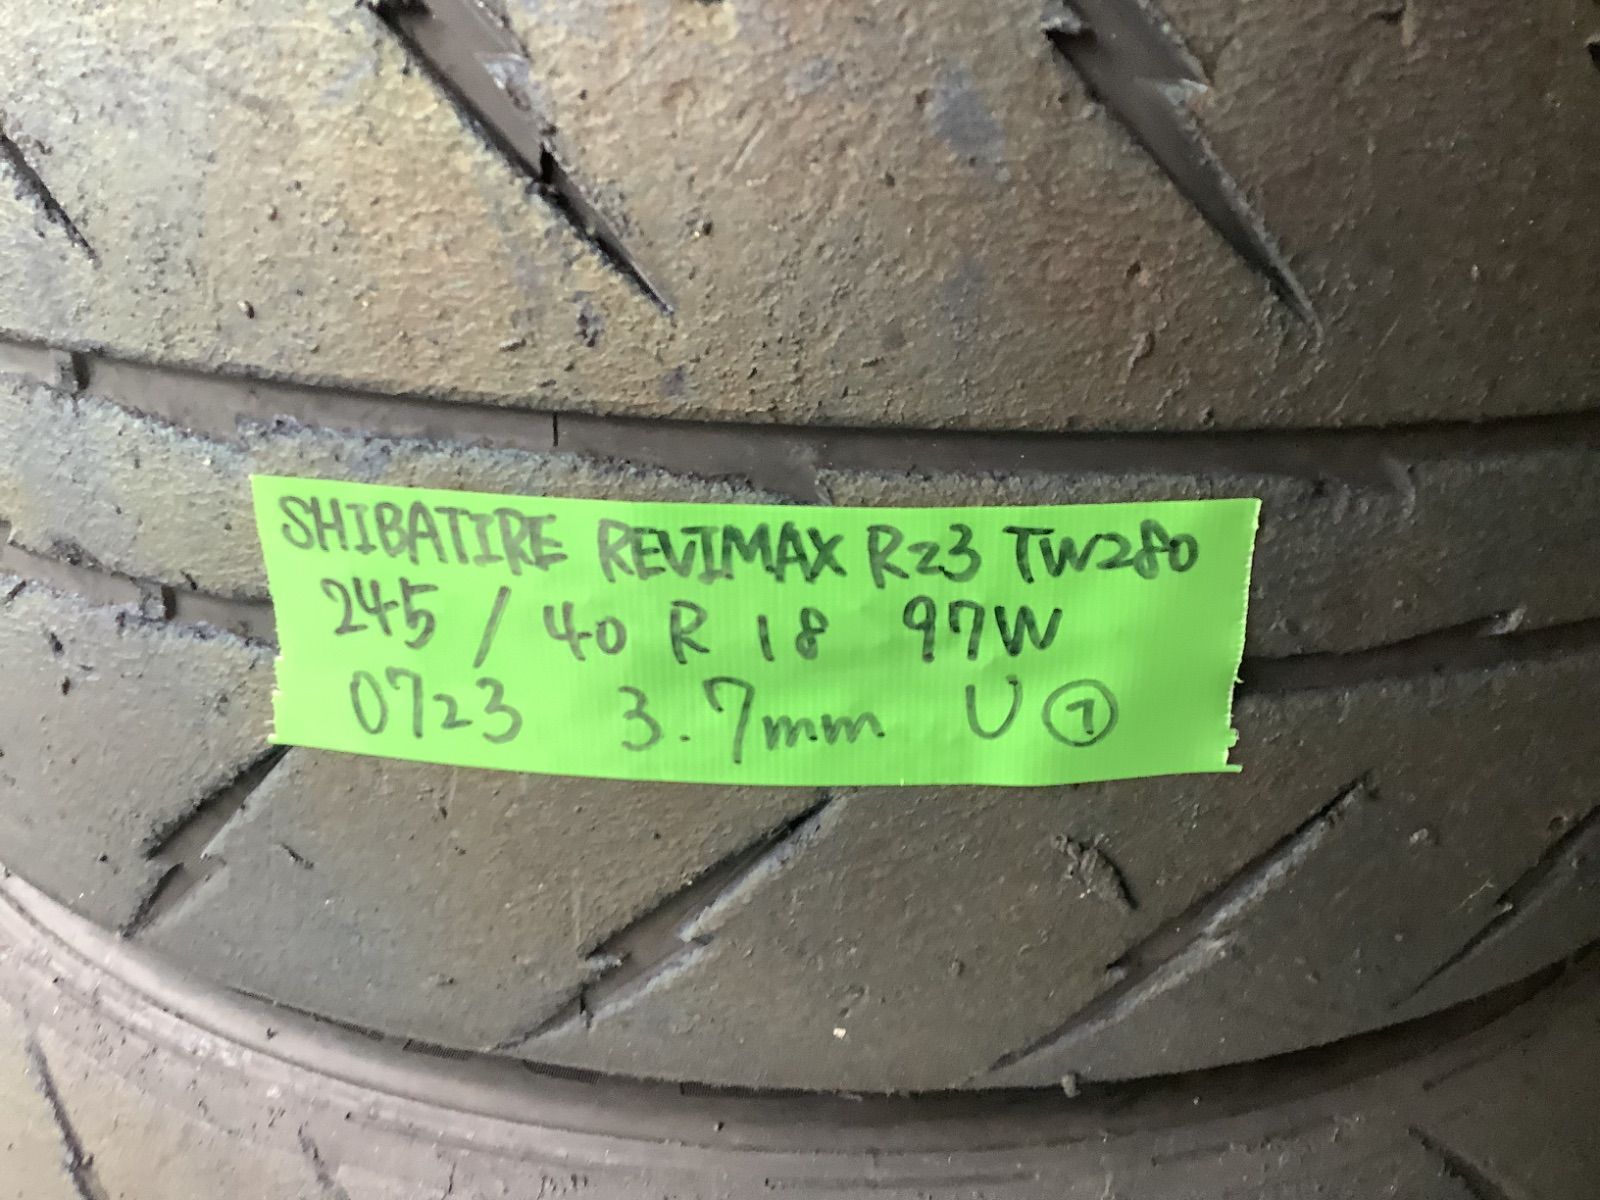 SHIBATIRE REVIMAX R23 TW280
245 / 40 R 18 97W
0723 3.7mm U⑦